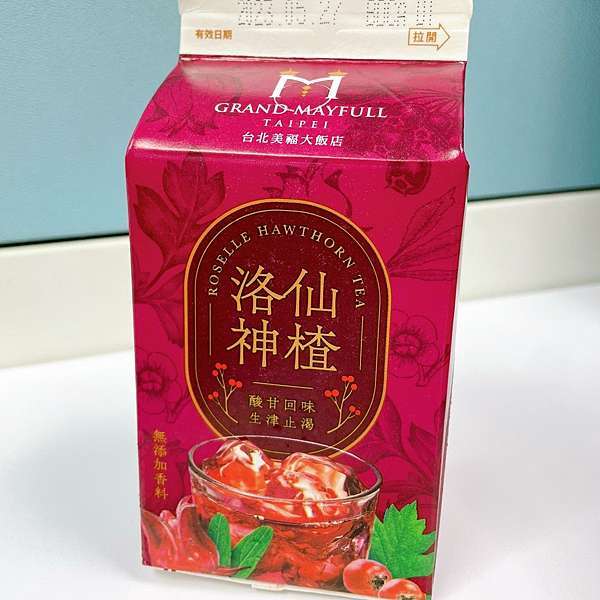 有效日期
拉開
GRAND MAYFULL
TAIPEI
台北美福大飯店
ROSELLE HAWTHORN TEA
洛仙
神楂
酸甘回味
生津止渴
無添加香料